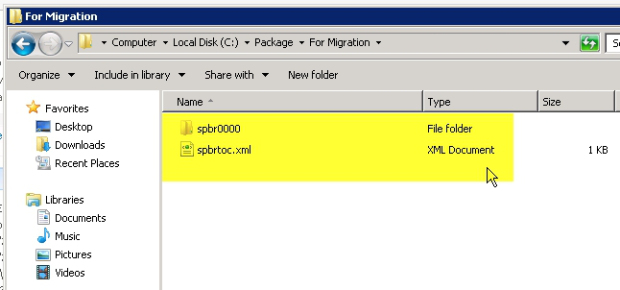 For Migration
Computer Local Disk (C:) Package For Migration
Organize Include in library Share with New folder
Name Type Size
Favorites
Desktop
Downloads
Recent Places
Libraries
Documents
Music
Pictures
Videos
spbr0000 File folder
spbrtoc.xml XML Document 1 KB